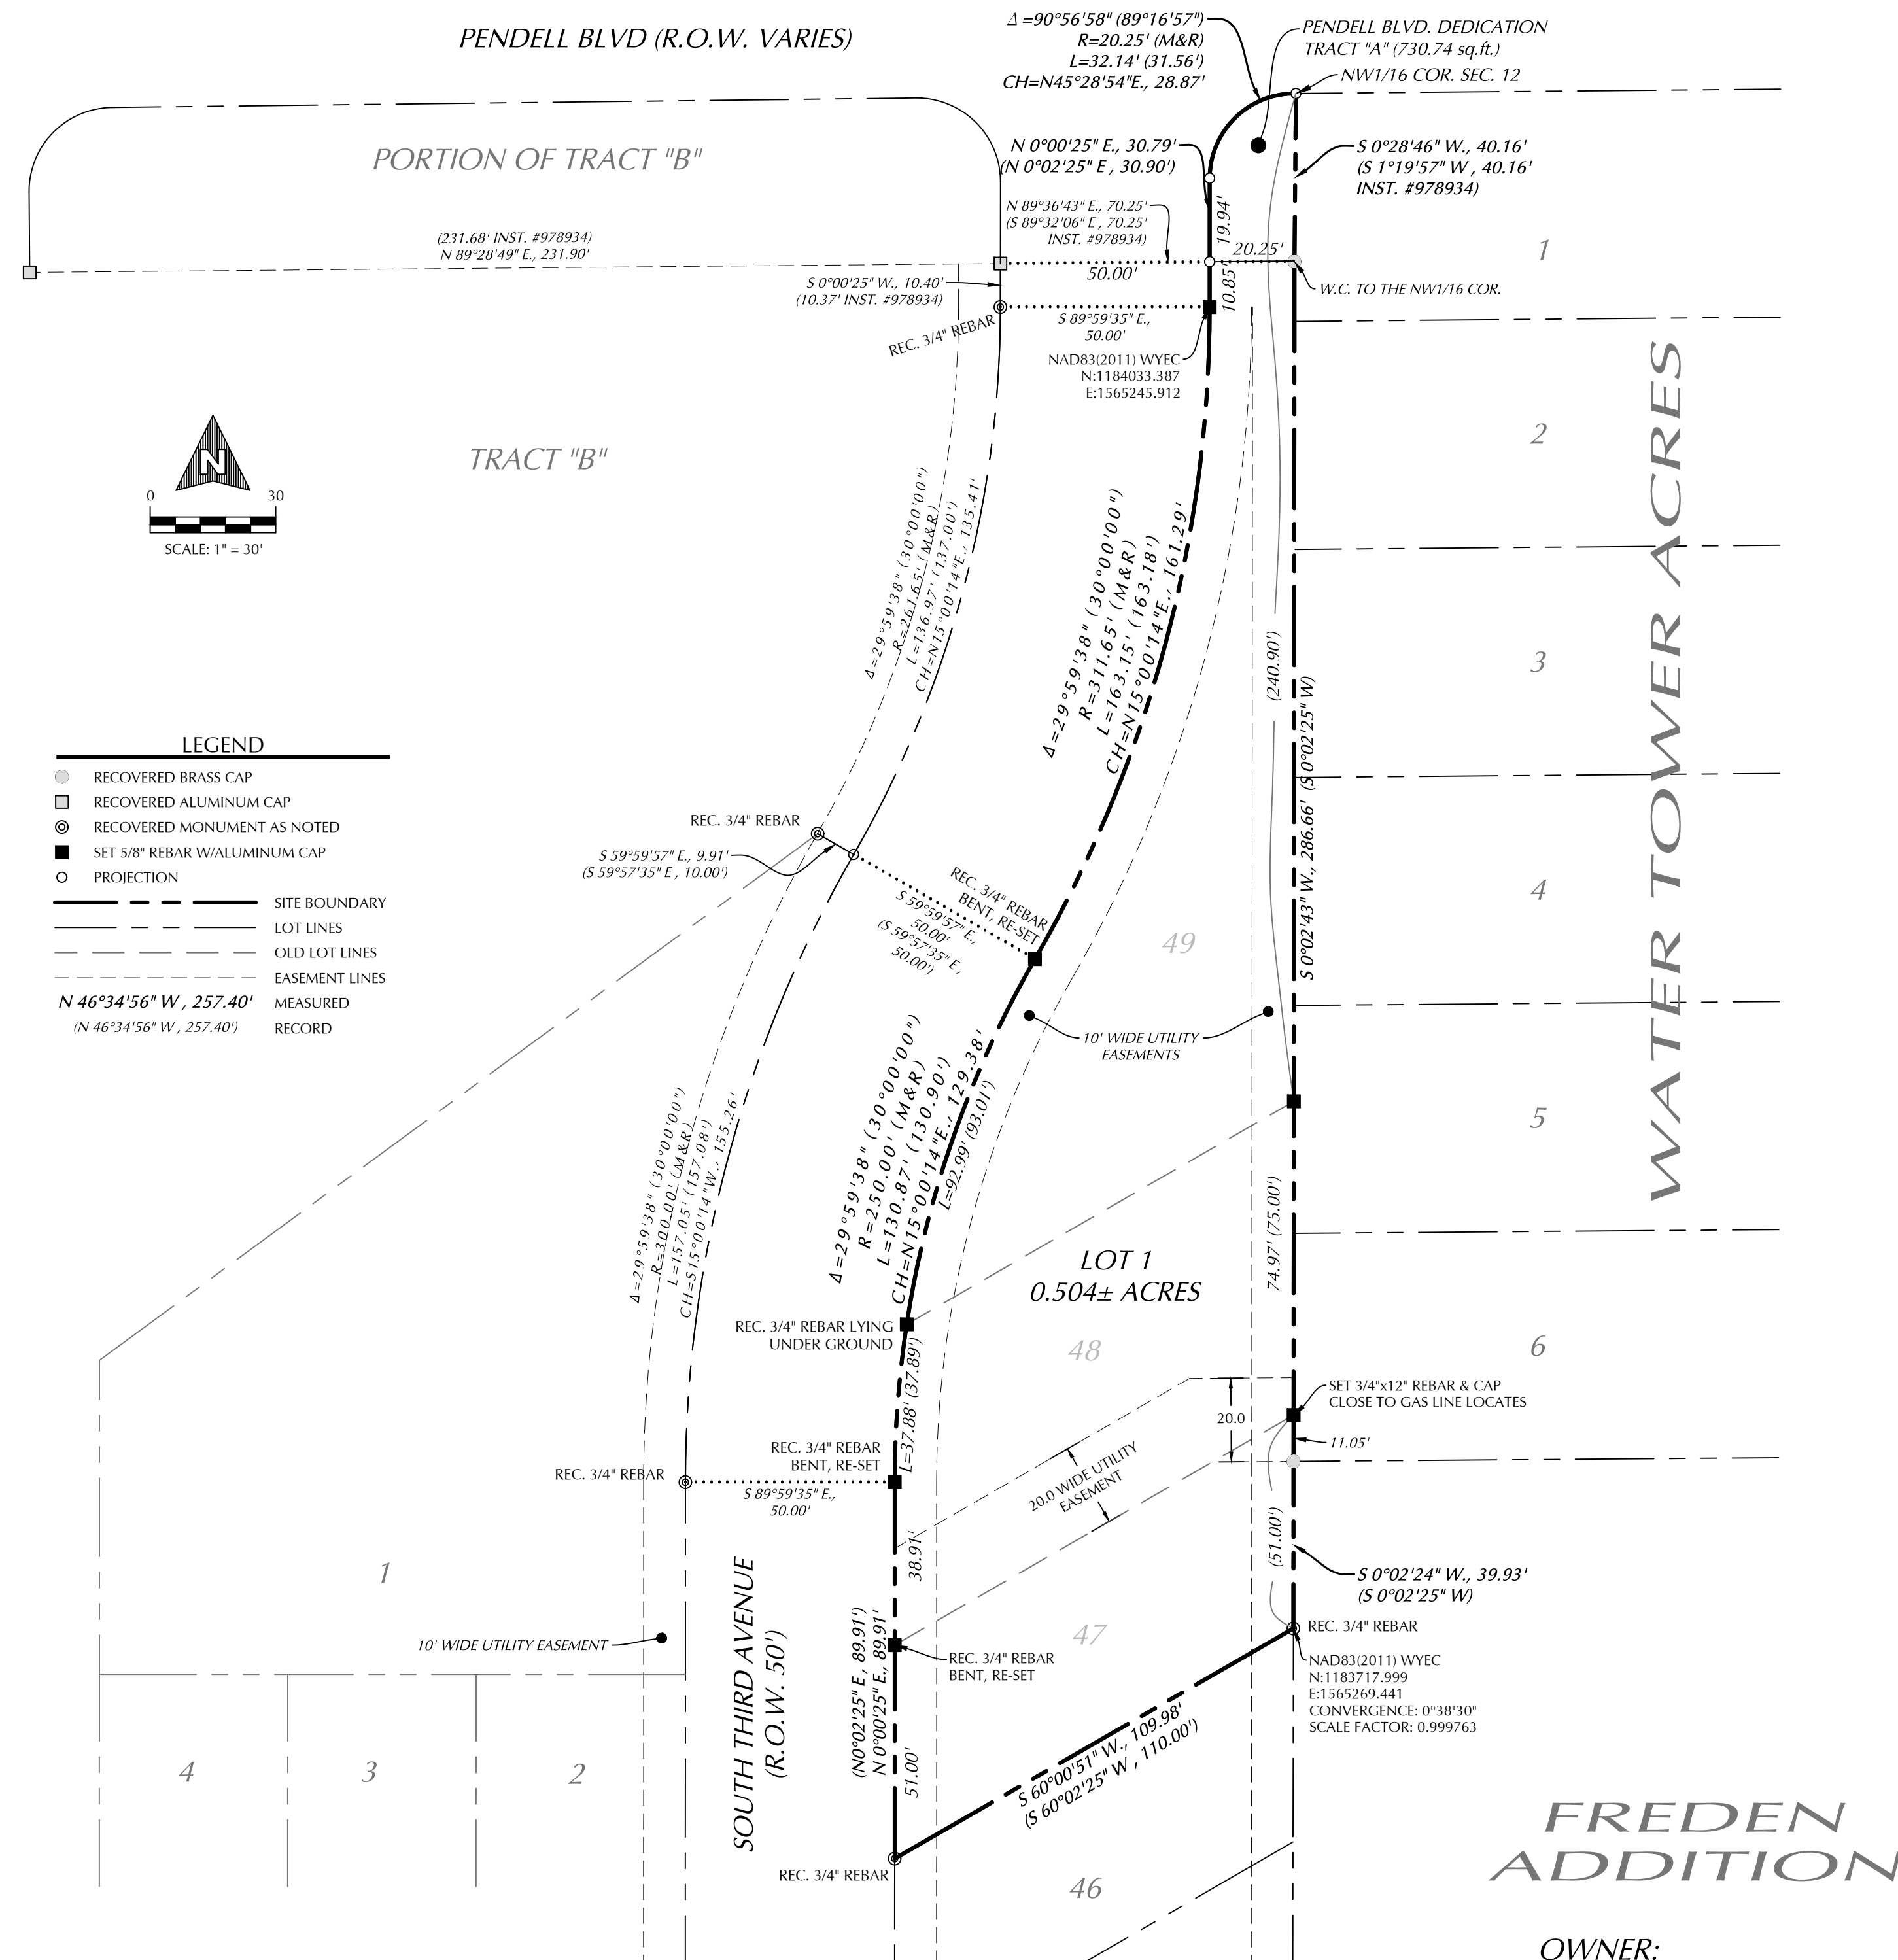 PENDELL BLVD (R.O.W. VARIES)
Δ =90°56'58" (89°16'57")
R=20.25' (M&R)
L=32.14' (31.56')
CH=N45°28'54"E., 28.87'
PENDELL BLVD. DEDICATION
TRACT "A" (730.74 sq.ft.)
NW1/16 COR. SEC. 12
PORTION OF TRACT "B"
N 0°00'25" E., 30.79'
(N 0°02'25" E , 30.90')
S 0°28'46" W., 40.16'
(S 1°19'57" W , 40.16'
INST. #978934)
N 89°36'43" E., 70.25'
(S 89°32'06" E , 70.25'
INST. #978934)
19.94'
20.25'
1
(231.68' INST. #978934)
N 89°28'49" E., 231.90'
50.00'
S 0°00'25" W., 10.40'
(10.37' INST. #978934)
10.85'
W.C. TO THE NW1/16 COR.
REC. 3/4" REBAR
S 89°59'35" E.,
50.00'
NAD83(2011) WYEC
N:1184033.387
E:1565245.912
WATER TOWER ACRES
2
TRACT "B"
N
0 30
SCALE: 1" = 30'
Δ=29°59'38" (30°00'00")
R=261.65' (M&R)
L=136.97' (137.00')
CH=N15°00'14"E., 135.41'
Δ=29°59'38" (30°00'00")
R=311.65' (M&R)
L=163.15' (163.18')
CH=N15°00'14"E., 161.29'
(240.90')
3
S 0°02'43" W., 286.66' (S 0°02'25" W)
LEGEND
RECOVERED BRASS CAP
RECOVERED ALUMINUM CAP
RECOVERED MONUMENT AS NOTED
SET 5/8" REBAR W/ALUMINUM CAP
PROJECTION
SITE BOUNDARY
LOT LINES
OLD LOT LINES
EASEMENT LINES
N 46°34'56" W , 257.40' MEASURED
(N 46°34'56" W , 257.40') RECORD
REC. 3/4" REBAR
S 59°59'57" E., 9.91'
(S 59°57'35" E , 10.00')
REC. 3/4" REBAR
BENT, RE-SET
S 59°59'57" E.,
50.00'
(S 59°57'35" E ,
50.00')
49
4
10' WIDE UTILITY
EASEMENTS
Δ=29°59'38" (30°00'00")
R=300.00' (M&R)
L=157.05' (157.08')
CH=S15°00'14"W., 155.26'
Δ=29°59'38" (30°00'00")
R=250.00' (M&R)
L=130.87' (130.90')
CH=N15°00'14"E., 129.38'
L=92.99' (93.01')
5
74.97' (75.00')
LOT 1
0.504± ACRES
REC. 3/4" REBAR LYING
UNDER GROUND
48
6
L=37.88' (37.89')
SET 3/4"x12" REBAR & CAP
CLOSE TO GAS LINE LOCATES
20.0
11.05'
REC. 3/4" REBAR
BENT, RE-SET
REC. 3/4" REBAR
S 89°59'35" E.,
50.00'
20.0 WIDE UTILITY
EASEMENT
38.91'
(51.00')
S 0°02'24" W., 39.93'
(S 0°02'25" W)
1
10' WIDE UTILITY EASEMENT
SOUTH THIRD AVENUE
(R.O.W. 50')
(N0°02'25" E , 89.91')
N 0°00'25" E., 89.91'
51.00'
47
REC. 3/4" REBAR
BENT, RE-SET
REC. 3/4" REBAR
NAD83(2011) WYEC
N:1183717.999
E:1565269.441
CONVERGENCE: 0°38'30"
SCALE FACTOR: 0.999763
4
3
2
S 60°00'51" W., 109.98'
(S 60°02'25" W , 110.00')
REC. 3/4" REBAR
46
FREDEN
ADDITION
OWNER: